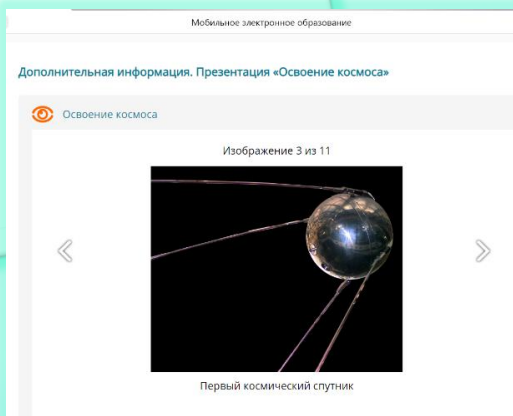 Мобильное электронное образование
Дополнительная информация. Презентация «Освоение космоса»
Освоение космоса
Изображение 3 из 11
Первый космический спутник